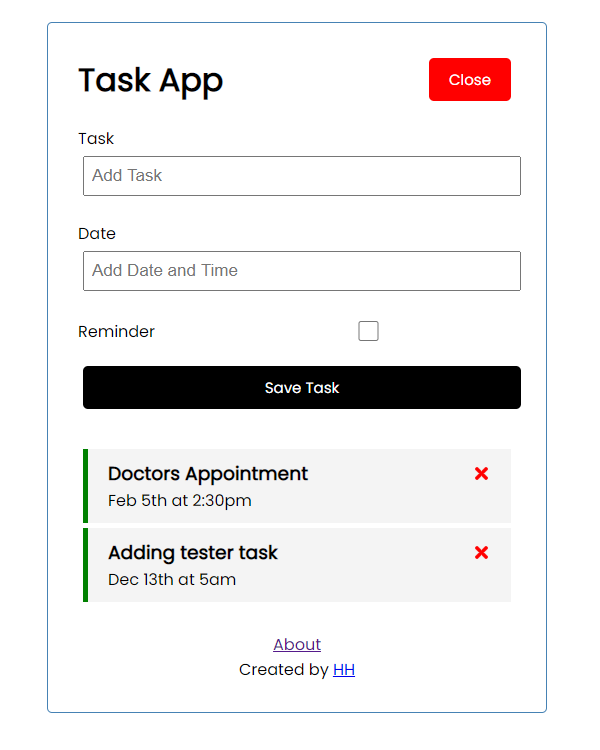 Task App
Close
Task
Add Task
Date
Add Date and Time
Reminder
Save Task
Doctors Appointment
Feb 5th at 2:30pm
Adding tester task
Dec 13th at 5am
About
Created by HH